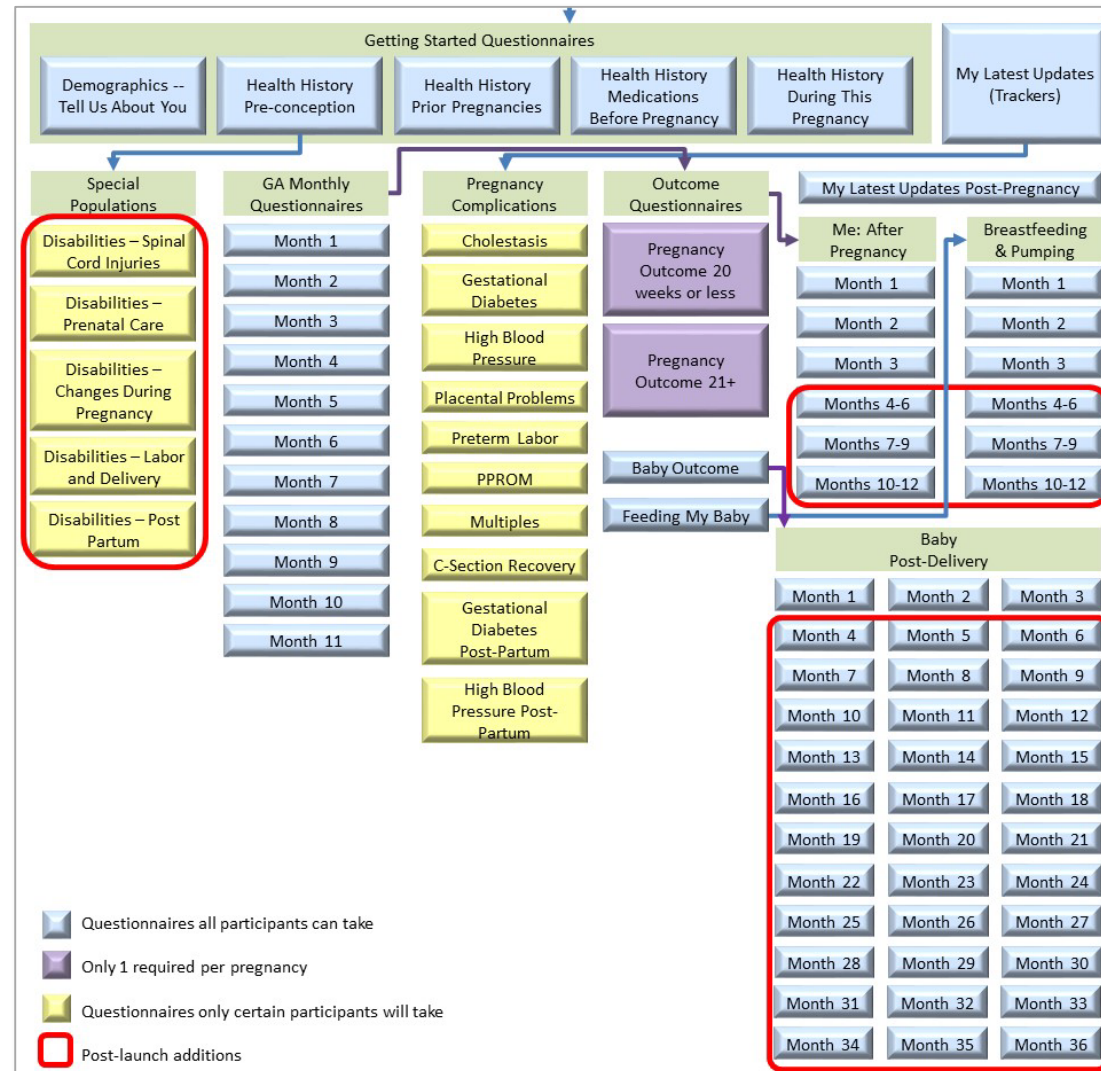 Getting Started Questionnaires
Demographics --
Tell Us About You
Health History
Pre-conception
Health History
Prior Pregnancies
Health History
Medications
Before Pregnancy
Health History
During This
Pregnancy
My Latest Updates
(Trackers)
Special
Populations
Disabilities – Spinal
Cord Injuries
Disabilities –
Prenatal Care
Disabilities –
Changes During
Pregnancy
Disabilities – Labor
and Delivery
Disabilities – Post
Partum
GA Monthly
Questionnaires
Month 1
Month 2
Month 3
Month 4
Month 5
Month 6
Month 7
Month 8
Month 9
Month 10
Month 11
Pregnancy
Complications
Cholestasis
Gestational
Diabetes
High Blood
Pressure
Placental Problems
Preterm Labor
PPROM
Multiples
C-Section Recovery
Gestational
Diabetes
Post-Partum
High Blood
Pressure Post-
Partum
Outcome
Questionnaires
Pregnancy
Outcome 20
weeks or less
Pregnancy
Outcome 21+
Baby Outcome
Feeding My Baby
My Latest Updates Post-Pregnancy
Me: After
Pregnancy
Month 1
Month 2
Month 3
Months 4-6
Months 7-9
Months 10-12
Breastfeeding
& Pumping
Month 1
Month 2
Month 3
Months 4-6
Months 7-9
Months 10-12
Baby
Post-Delivery
Month 1 Month 2 Month 3
Month 4 Month 5 Month 6
Month 7 Month 8 Month 9
Month 10 Month 11 Month 12
Month 13 Month 14 Month 15
Month 16 Month 17 Month 18
Month 19 Month 20 Month 21
Month 22 Month 23 Month 24
Month 25 Month 26 Month 27
Month 28 Month 29 Month 30
Month 31 Month 32 Month 33
Month 34 Month 35 Month 36
Questionnaires all participants can take
Only 1 required per pregnancy
Questionnaires only certain participants will take
Post-launch additions